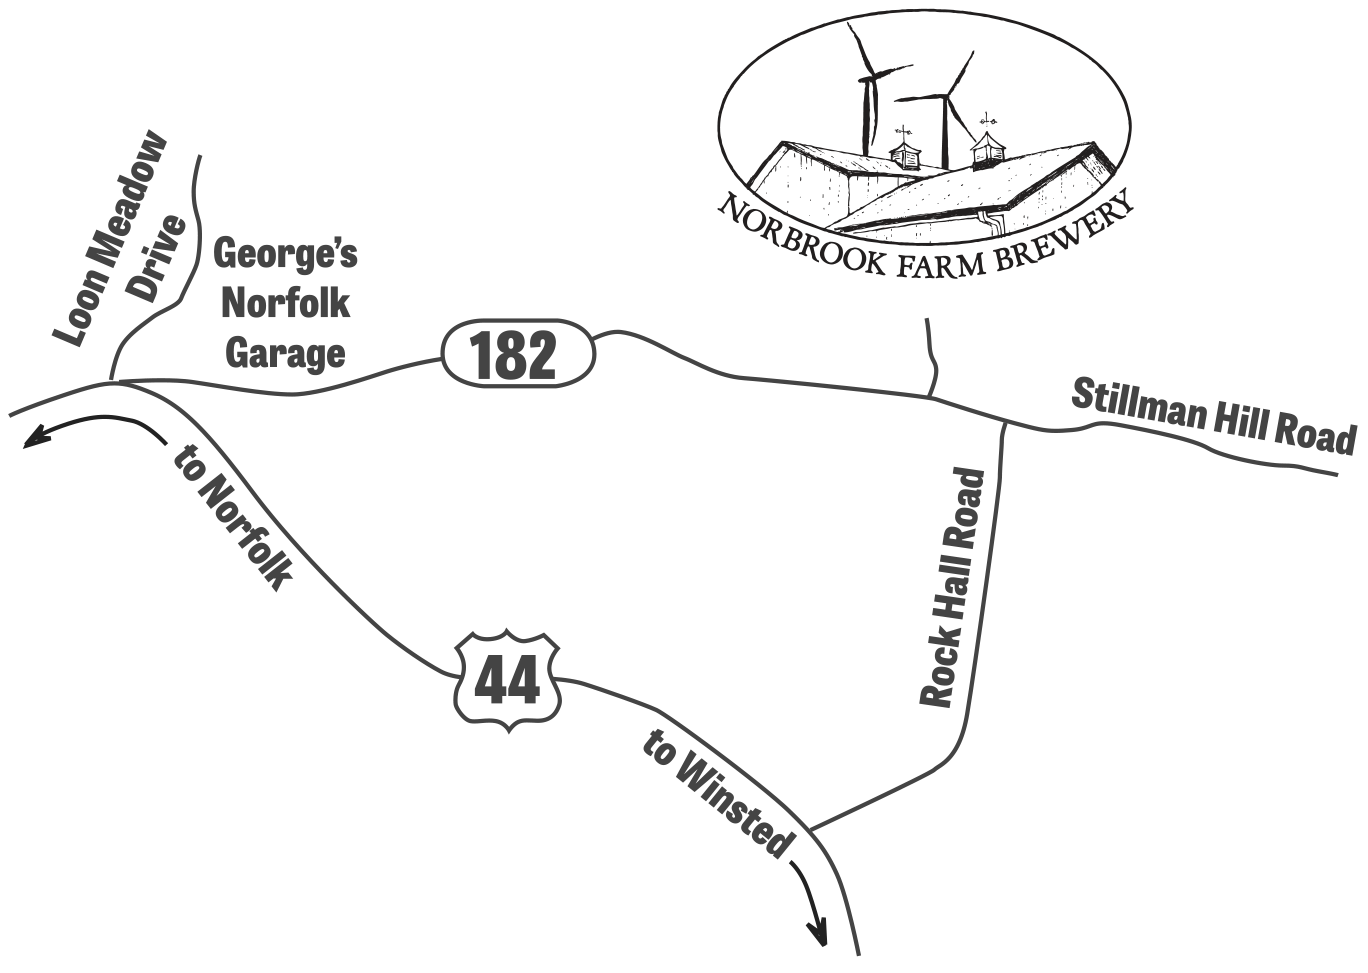 NORBROOK FARM BREWERY
Loon Meadow
Drive
George's
Norfolk
Garage
182
Stillman Hill Road
to Norfolk
Rock Hall Road
44
to Winsted